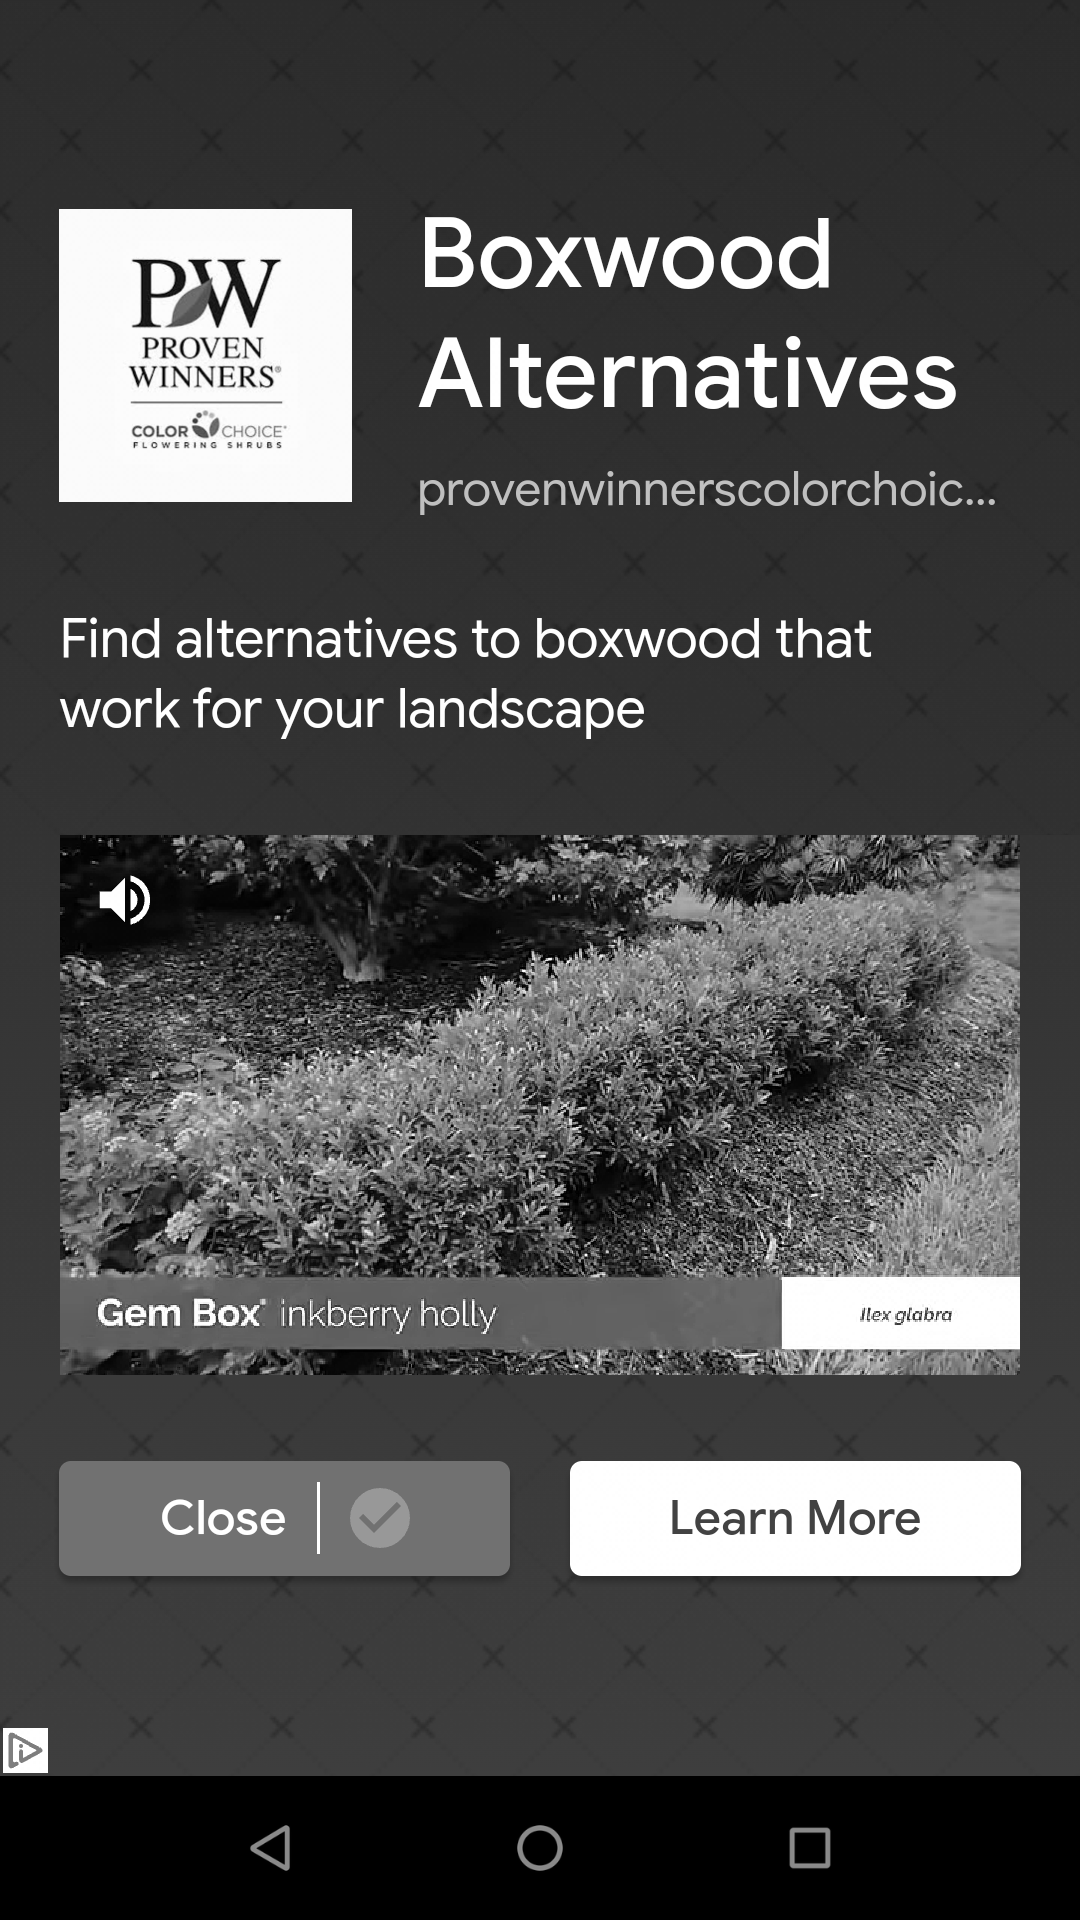 PW
PROVEN
WINNERS®
COLOR CHOICE®
FLOWERING SHRUBS
Boxwood
Alternatives
provenwinnerscolorchoic...
Find alternatives to boxwood that
work for your landscape
Gem Box® inkberry holly
Ilex glabra
Close
Learn More